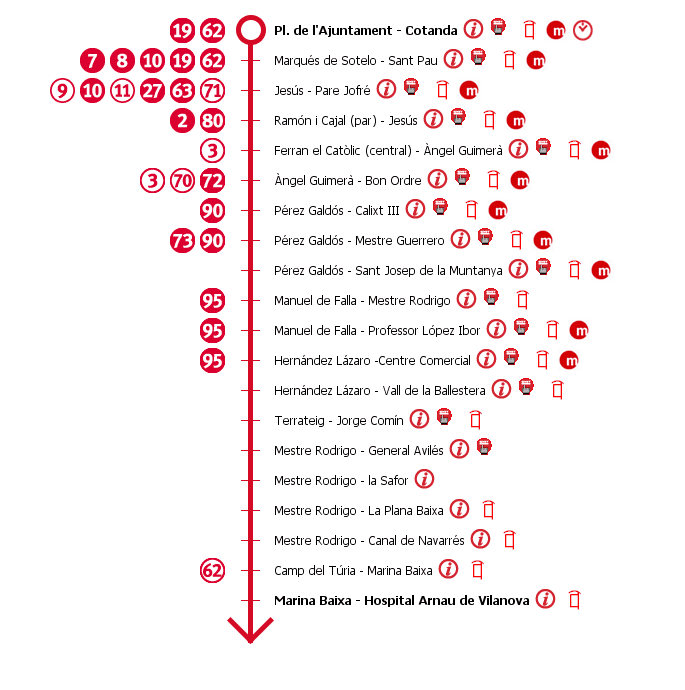 19 62 Pl. de l'Ajuntament - Cotanda i m
7 8 10 19 62 Marqués de Sotelo - Sant Pau i m
9 10 11 27 63 71 Jesús - Pare Jofré i m
2 80 Ramón i Cajal (par) - Jesús i m
3 Ferran el Catòlic (central) - Àngel Guimerà i m
3 70 72 Àngel Guimerà - Bon Ordre i m
90 Pérez Galdós - Calixt III i m
73 90 Pérez Galdós - Mestre Guerrero i m
Pérez Galdós - Sant Josep de la Muntanya i m
95 Manuel de Falla - Mestre Rodrigo i
95 Manuel de Falla - Professor López Ibor i m
95 Hernández Lázaro -Centre Comercial i m
Hernández Lázaro - Vall de la Ballestera i
Terrateig - Jorge Comín i
Mestre Rodrigo - General Avilés i
Mestre Rodrigo - la Safor i
Mestre Rodrigo - La Plana Baixa i
Mestre Rodrigo - Canal de Navarrés i
62 Camp del Túria - Marina Baixa i
Marina Baixa - Hospital Arnau de Vilanova i